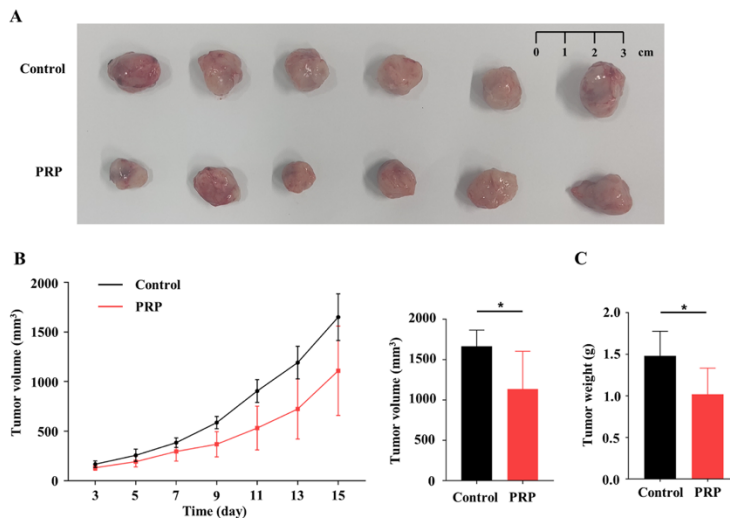 A
Control
0 1 2 3 cm
PRP
B
2000
1500
1000
500
0
Tumor volume (mm³)
Control
PRP
3 5 7 9 11 13 15
Time (day)
2000
1500
1000
500
0
Tumor volume (mm³)
*
Control PRP
C
2.0
1.5
1.0
0.5
0.0
Tumor weight (g)
*
Control PRP